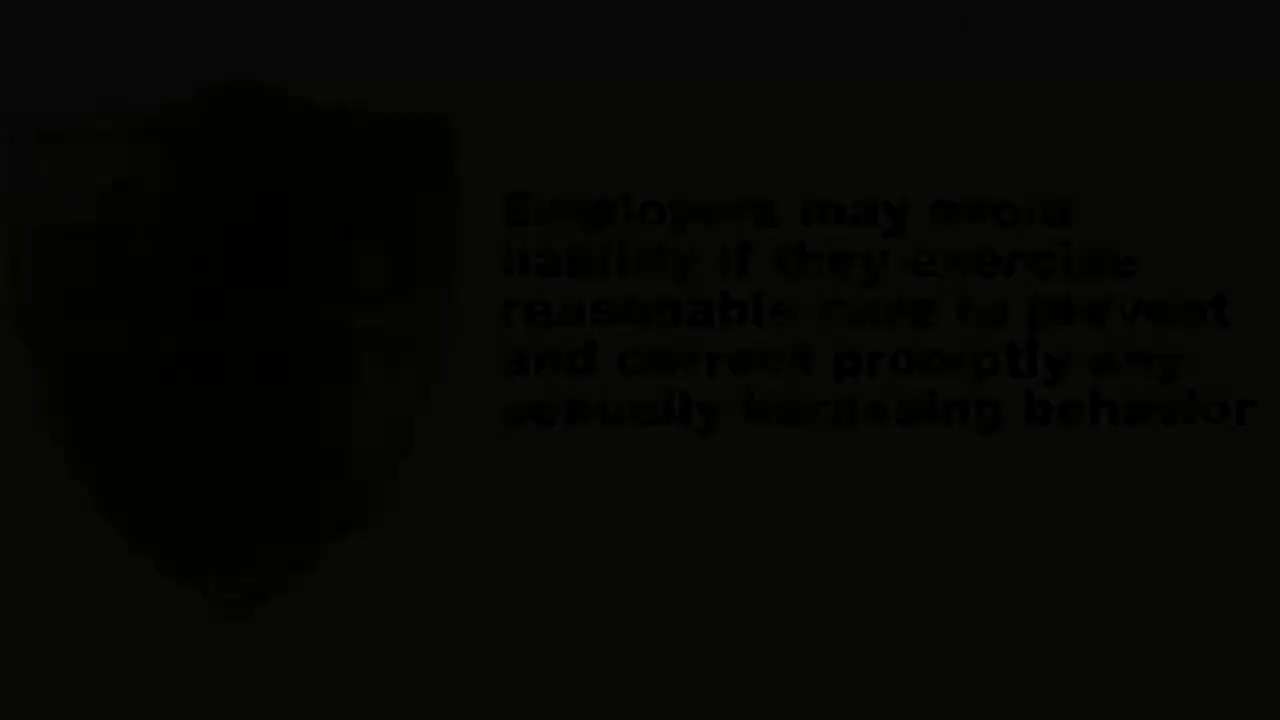 Employers may avoid
liability if they exercise
reasonable care to prevent
and correct promptly any
sexually harassing behavior